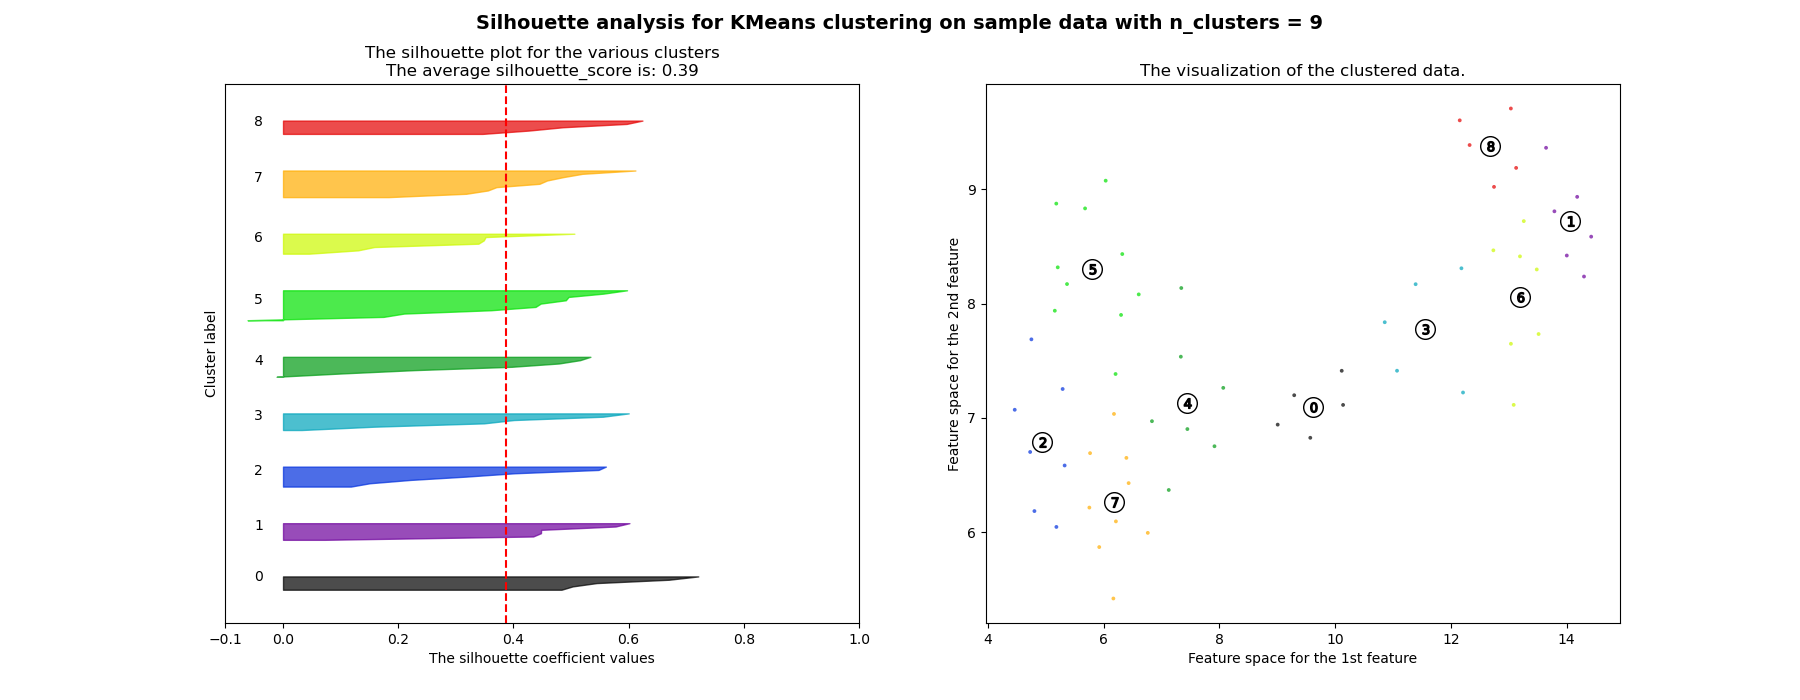 Silhouette analysis for KMeans clustering on sample data with n_clusters = 9
The silhouette plot for the various clusters
The average silhouette_score is: 0.39
8
7
6
5
4
3
2
1
0
Cluster label
−0.1 0.0 0.2 0.4 0.6 0.8 1.0
The silhouette coefficient values
The visualization of the clustered data.
9
8
7
6
Feature space for the 2nd feature
8
1
5
6
3
4
0
2
7
4 6 8 10 12 14
Feature space for the 1st feature